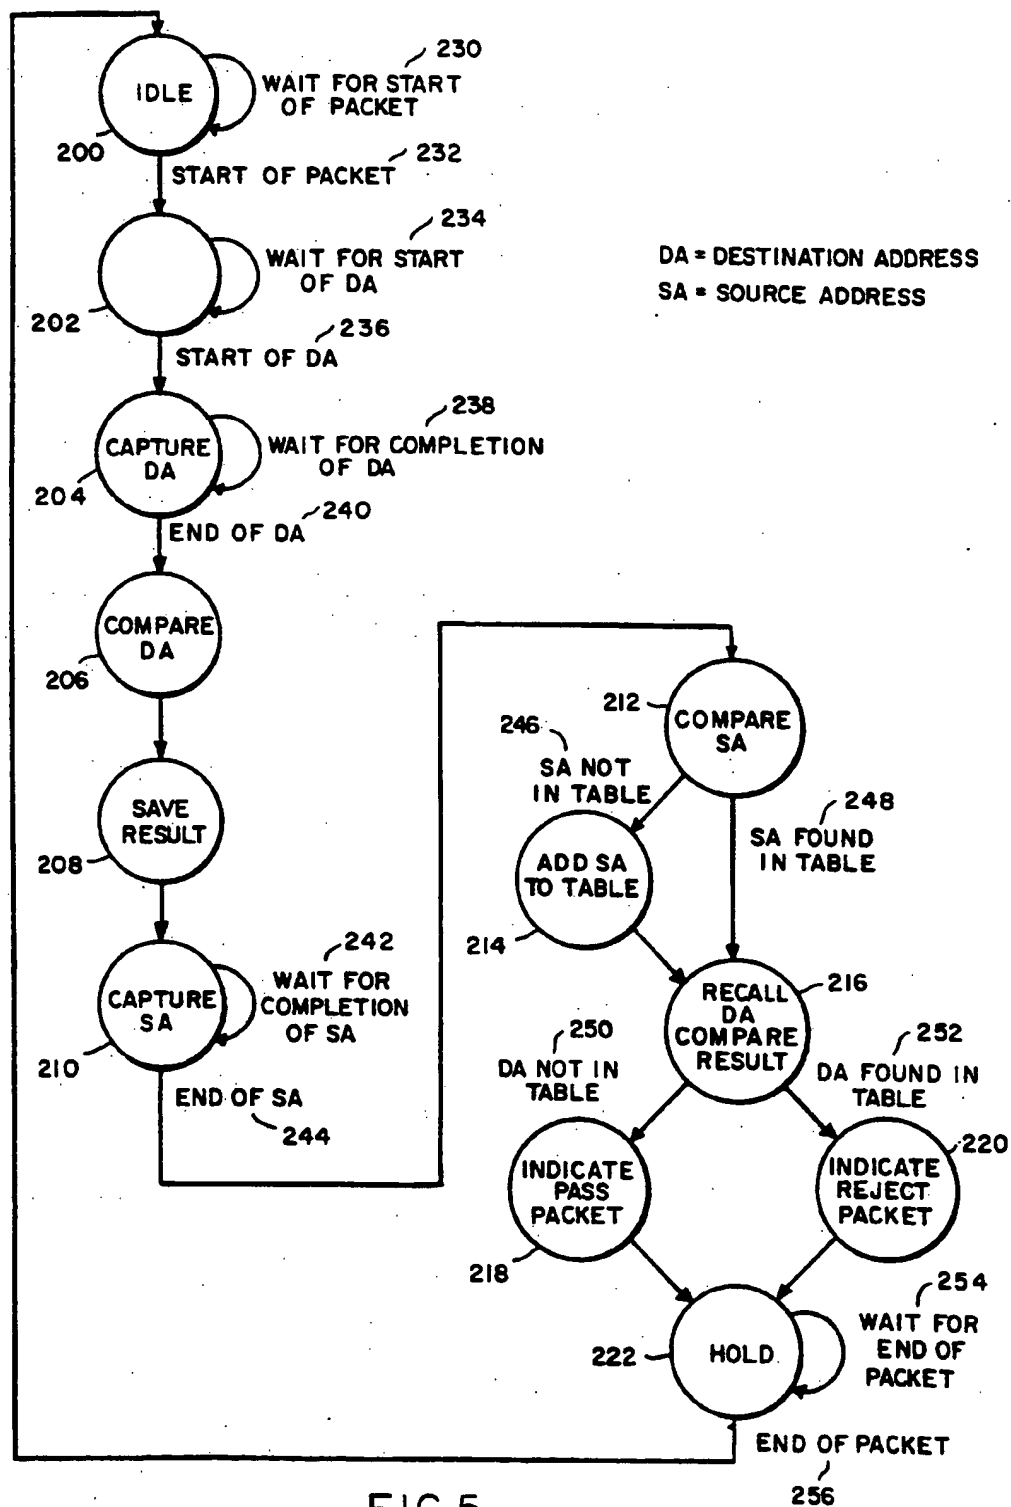 230
IDLE
WAIT FOR START
OF PACKET
200
232
START OF PACKET
234
WAIT FOR START
OF DA
202
DA = DESTINATION ADDRESS
SA = SOURCE ADDRESS
236
START OF DA
238
CAPTURE
DA
WAIT FOR COMPLETION
OF DA
204
240
END OF DA
COMPARE
DA
206
SAVE
RESULT
208
242
CAPTURE
SA
WAIT FOR
COMPLETION
OF SA
210
END OF SA
244
212
COMPARE
SA
246
SA NOT
IN TABLE
248
SA FOUND
IN TABLE
ADD SA
TO TABLE
214
216
RECALL
DA
COMPARE
RESULT
250
DA NOT IN
TABLE
252
DA FOUND IN
TABLE
INDICATE
PASS
PACKET
218
220
INDICATE
REJECT
PACKET
254
WAIT FOR
END OF
PACKET
222
HOLD
END OF PACKET
256
FIG. 5